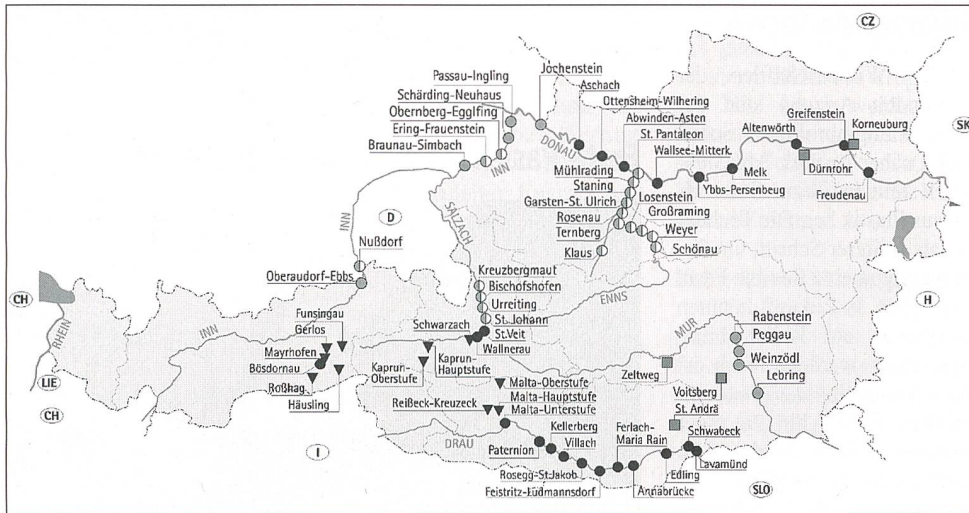 CZ
Passau-Ingling
Jochenstein
Schärding-Neuhaus
Aschach
Obernberg-Egglfing
Ottensheim-Wilhering
Greifenstein
Ering-Frauenstein
Abwinden-Asten
Altenwörth
Korneuburg
SK
Braunau-Simbach
St. Pantaleon
DONAU
Wallsee-Mitterk.
INN
Mühlrading
Melk
Dürnrohr
Staning
Ybbs-Persenbeug
Freudenau
Garsten-St. Ulrich
Losenstein
SALZACH
Rosenau
Großraming
INN
D
Ternberg
Weyer
Nußdorf
Klaus
Schönau
Oberaudorf-Ebbs
Kreuzbergmaut
Bischofshofen
ENNS
H
CH
Funsingau
Urreiting
RHEIN
INN
Gerlos
St. Johann
MUR
Rabenstein
Schwarzach
St.Veit
Peggau
Mayrhofen
Wallnerau
Bösdornau
Kaprun-
Hauptstufe
Weinzödl
Kaprun-
Oberstufe
Zeltweg
LIE
Roßhag
Voitsberg
Lebring
Malta-Oberstufe
CH
Häusling
Malta-Hauptstufe
St. Andrä
Reißeck-Kreuzeck
Malta-Unterstufe
Schwabeck
Kellerberg
Ferlach-
Maria Rain
I
DRAU
Villach
Paternion
Lavamünd
Rosegg-St.Jakob
Edling
Feistritz-Ludmannsdorf
Annabrücke
SLO